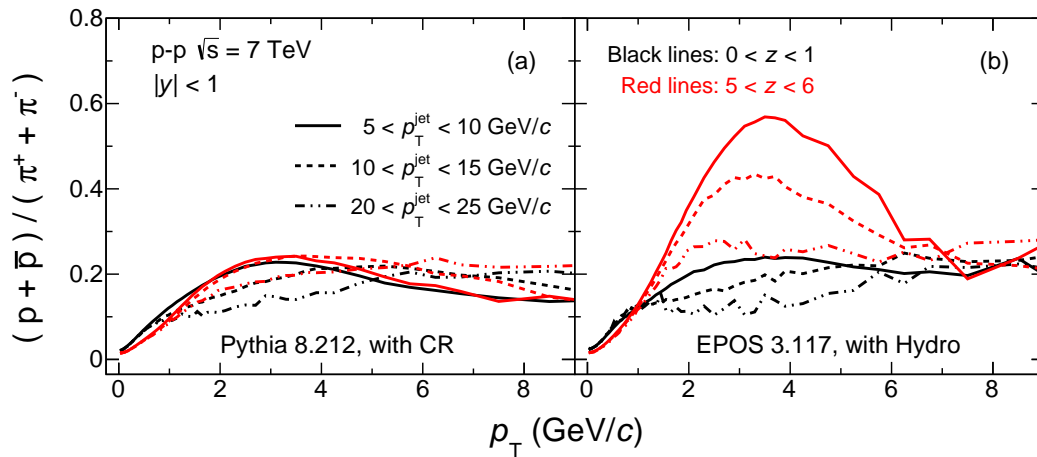 ( p + p̅ ) / ( π⁺ + π⁻ )
0.8
0.6
0.4
0.2
0
p-p √s = 7 TeV
|y| < 1
(a)
5 < p_T^jet < 10 GeV/c
10 < p_T^jet < 15 GeV/c
20 < p_T^jet < 25 GeV/c
Pythia 8.212, with CR
0 2 4 6 8
Black lines: 0 < z < 1
Red lines: 5 < z < 6
(b)
EPOS 3.117, with Hydro
0 2 4 6 8
p_T (GeV/c)